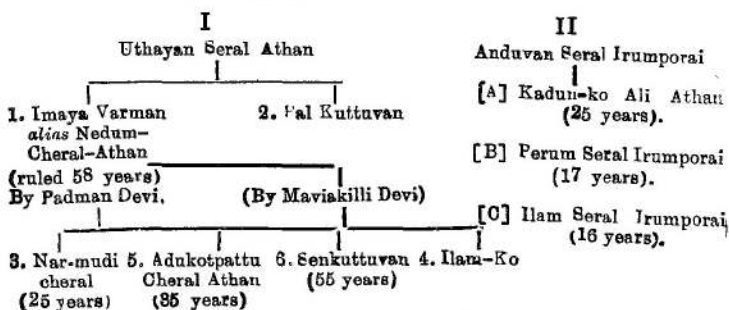 I
Uthayan Seral Athan
1. Imaya Varman
alias Nedum-
Cheral-Athan
(ruled 58 years)
By Padman Devi.
2. Pal Kuttuvan
(By Maviakilli Devi)
3. Nar-mudi
cheral
(25 years)
5. Adukotpattu
Cheral Athan
(35 years)
6. Senkuttuvan
(55 years)
4. Ilam-Ko
II
Anduvan Seral Irumporai
[A] Kadun-ko Ali Athan
(25 years).
[B] Perum Seral Irumporai
(17 years).
[C] Ilam Seral Irumporai
(16 years).